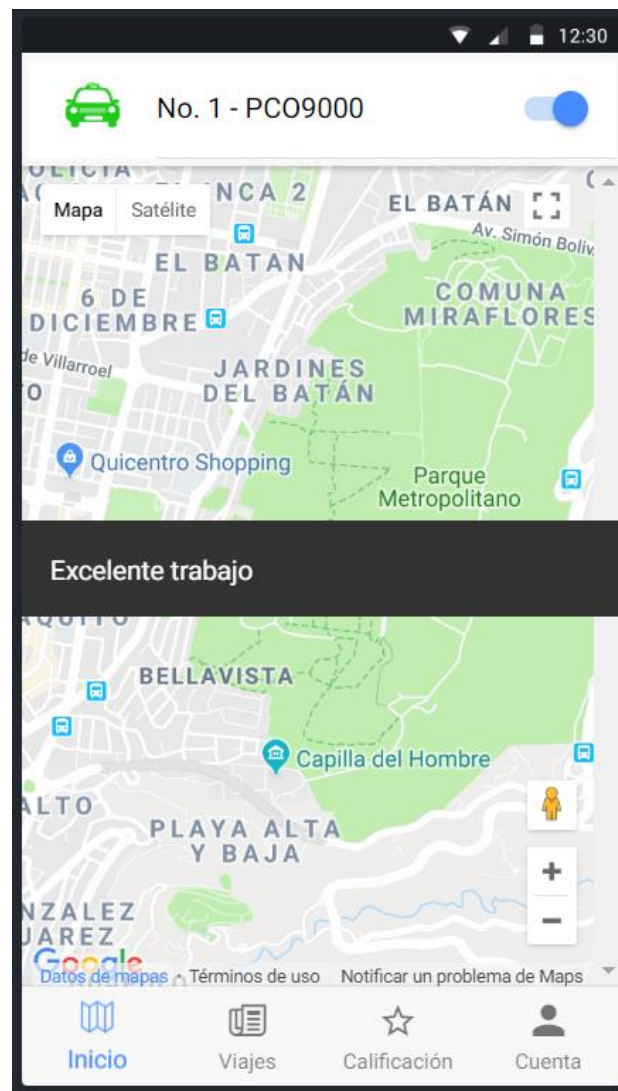 12:30
No. 1 - PCO9000
POLICIA
NCA 2
Mapa Satélite
EL BATÁN
Av. Simón Boliv
EL BATAN
6 DE
DICIEMBRE
COMUNA
MIRAFLORES
de Villarroel
JARDINES
DEL BATÁN
Quicentro Shopping
Parque
Metropolitano
Excelente trabajo
BELLAVISTA
Capilla del Hombre
ALTO
PLAYA ALTA
Y BAJA
NZALEZ
UAREZ
Google
Datos de mapas Términos de uso Notificar un problema de Maps
Inicio Viajes Calificación Cuenta